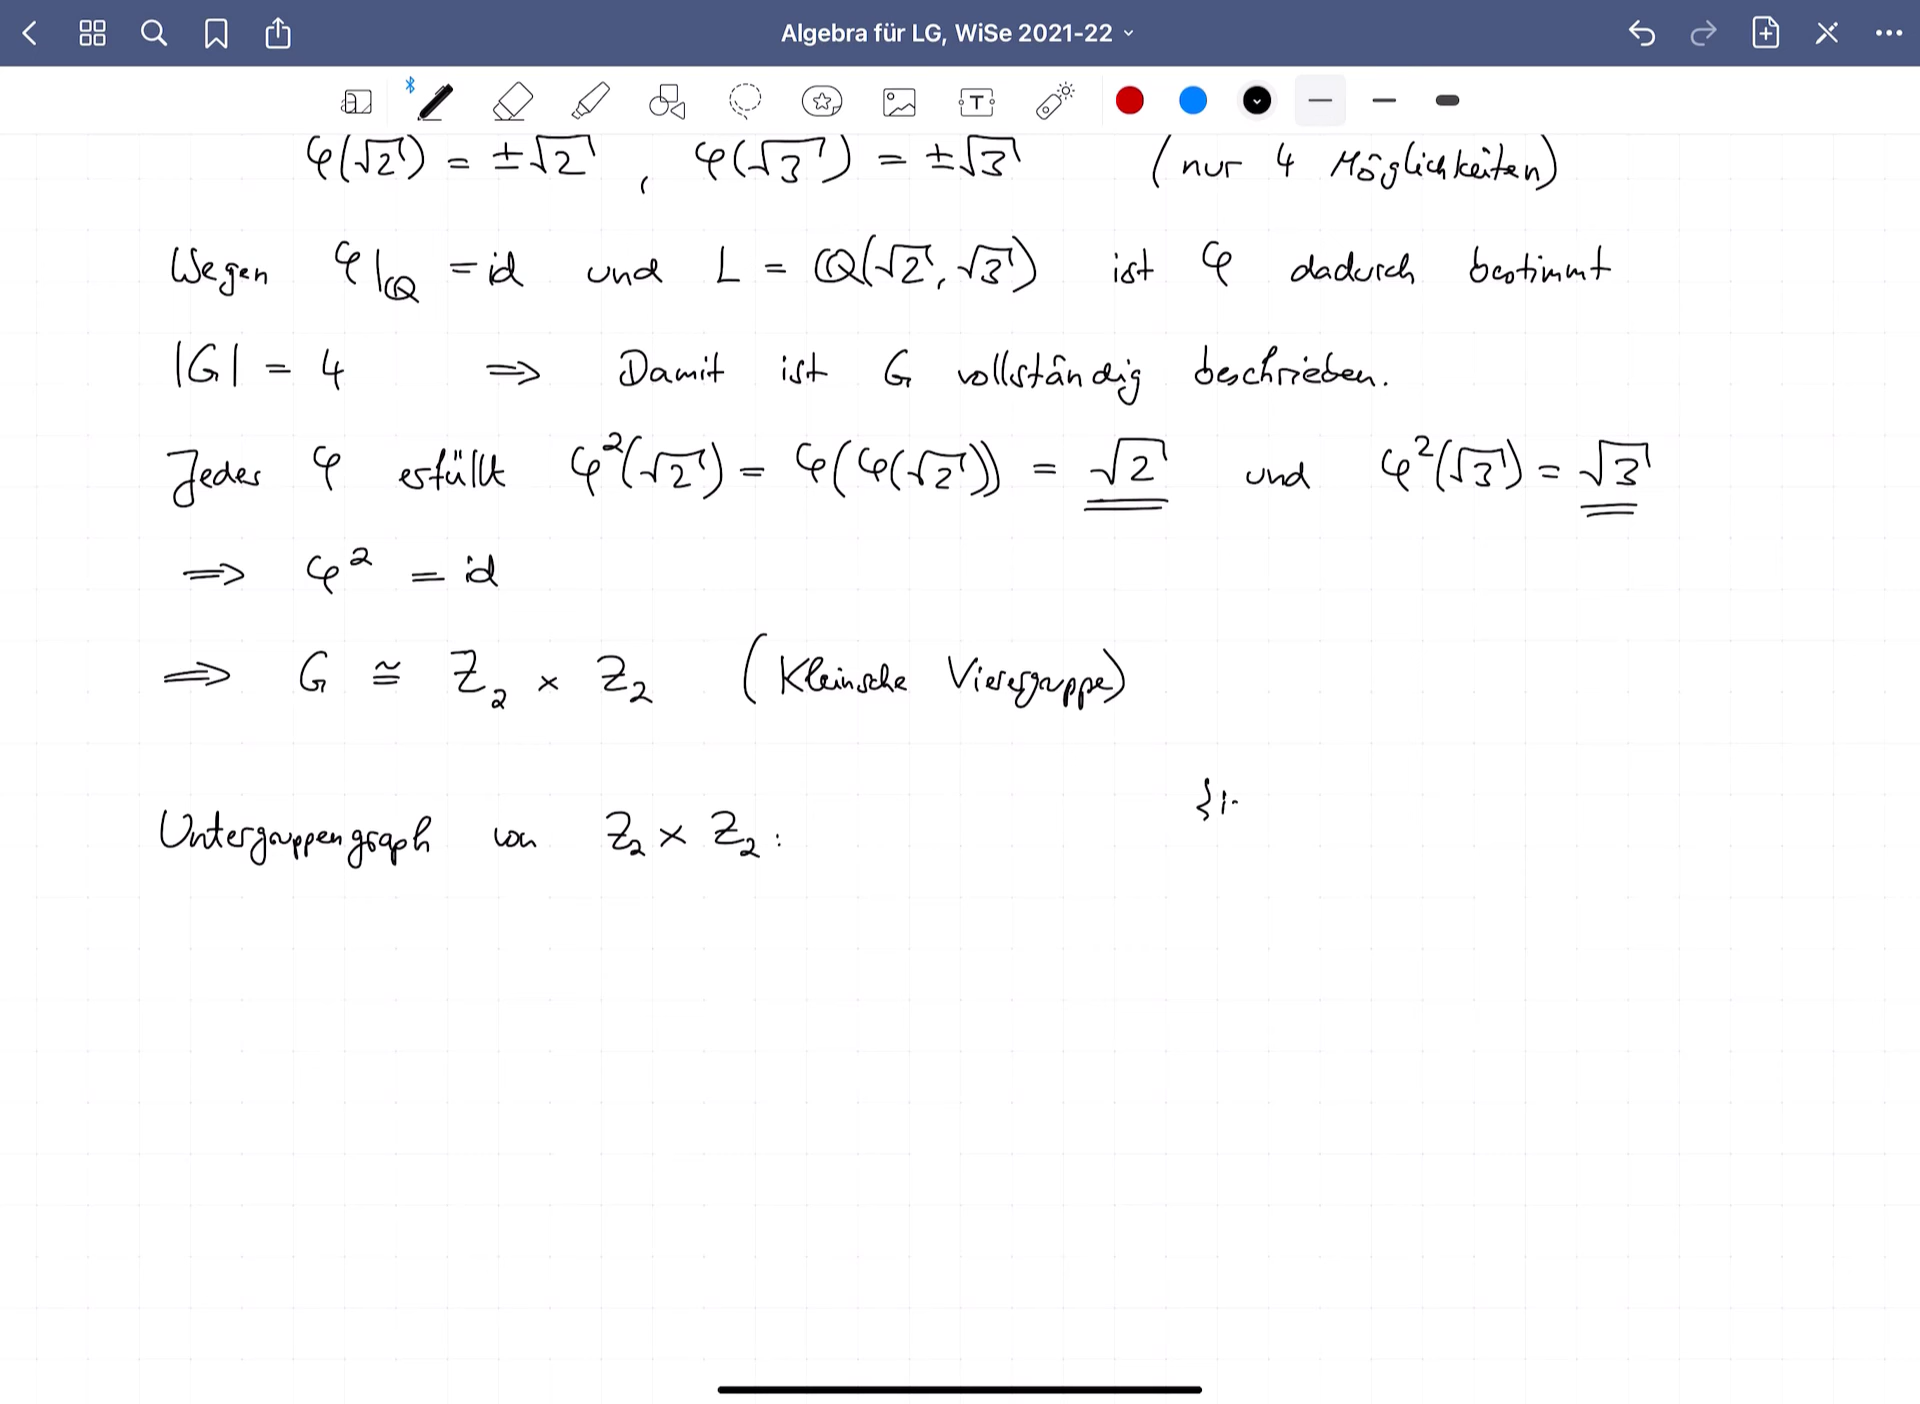 Algebra für LG, WiSe 2021-22
φ(√2) = ±√2 , φ(√3) = ±√3 (nur 4 Möglichkeiten)
Wegen φ|ℚ = id und L = ℚ(√2, √3) ist φ dadurch bestimmt
|G| = 4 ⟹ Damit ist G vollständig beschrieben.
Jedes φ erfüllt φ²(√2) = φ(φ(√2)) = √2 und φ²(√3) = √3
⟹ φ² = id
⟹ G ≅ Z₂ × Z₂ (Kleinsche Vierergruppe)
{i
Untergruppengraph von Z₂ × Z₂ :